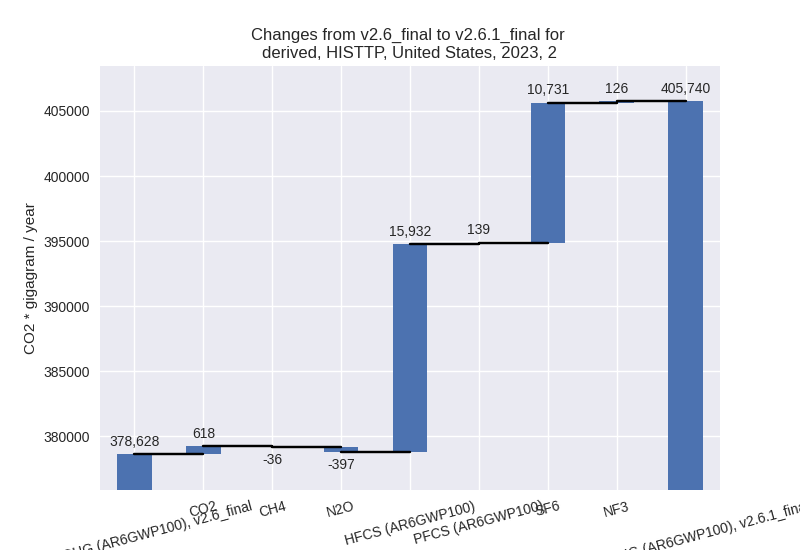 Changes from v2.6_final to v2.6.1_final for
derived, HISTTP, United States, 2023, 2
CO2 * gigagram / year
405000
400000
395000
390000
385000
380000
378,628
618
-36
-397
15,932
139
10,731
126
405,740
(AR6GWP100), v2.6_final
CO2
CH4
N2O
HFCS (AR6GWP100)
PFCS (AR6GWP100)
SF6
NF3
(AR6GWP100), v2.6.1_final